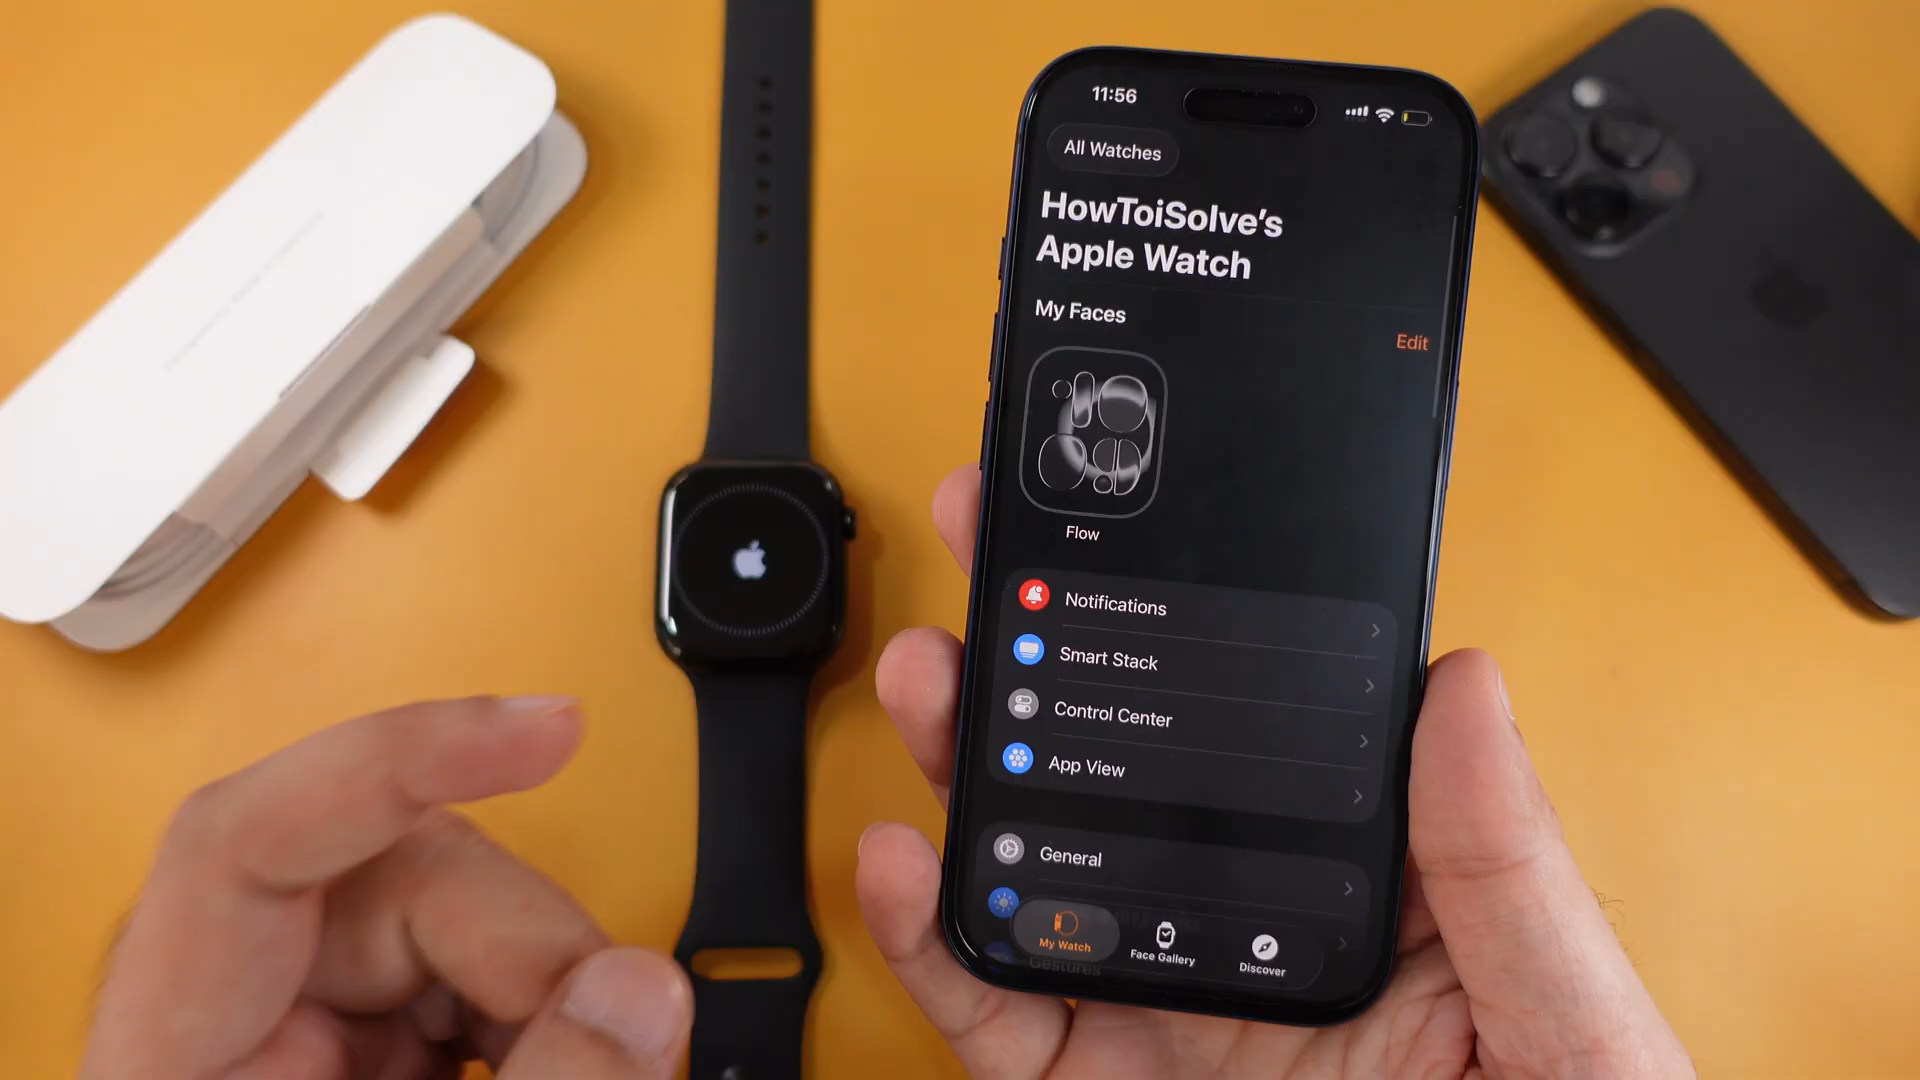 11:56
All Watches
HowToiSolve's
Apple Watch
My Faces
Edit
Flow
Notifications
Smart Stack
Control Center
App View
General
Gestures
My Watch
Face Gallery
Discover